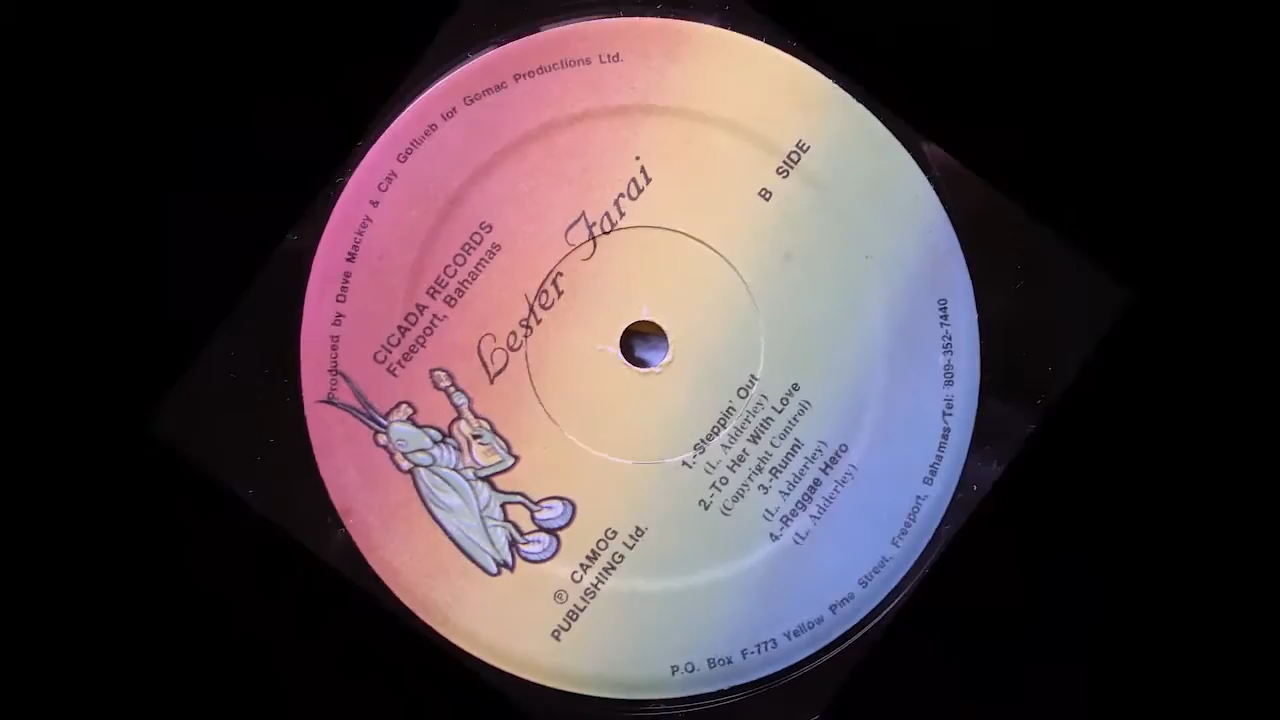 Produced by Dave Mackey & Cay Gottlieb for Gomac Productions Ltd.
CICADA RECORDS
Freeport, Bahamas
Lester Farai
B SIDE
1.-Steppin' Out
(L. Adderley)
2.-To Her With Love
(Copyright Control)
3.-Runn!
(L. Adderley)
4.-Reggae Hero
(L. Adderley)
℗ CAMOG
PUBLISHING Ltd.
P.O. Box F-773 Yellow Pine Street, Freeport, Bahamas/Tel: 809-352-7440